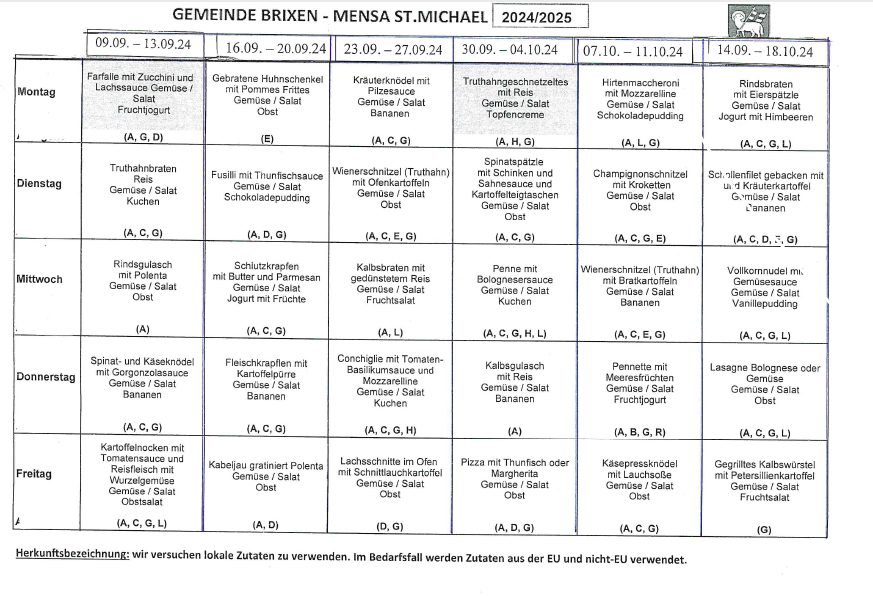 GEMEINDE BRIXEN - MENSA ST.MICHAEL 2024/2025
09.09. – 13.09.24
16.09. – 20.09.24
23.09. – 27.09.24
30.09. – 04.10.24
07.10. – 11.10.24
14.09. – 18.10.24
Montag
Farfalle mit Zucchini und
Lachssauce Gemüse /
Salat
Fruchtjogurt
(A, G, D)
Gebratene Huhnschenkel
mit Pommes Frittes
Gemüse / Salat
Obst
(E)
Kräuterknödel mit
Pilzesauce
Gemüse / Salat
Bananen
(A, C, G)
Truthahngeschnetzeltes
mit Reis
Gemüse / Salat
Topfencreme
(A, H, G)
Hirtenmaccheroni
mit Mozzarelline
Gemüse / Salat
Schokoladepudding
(A, L, G)
Rindsbraten
mit Eierspätzle
Gemüse / Salat
Jogurt mit Himbeeren
(A, C, G, L)
Dienstag
Truthahnbraten
Reis
Gemüse / Salat
Kuchen
(A, C, G)
Fusilli mit Thunfischsauce
Gemüse / Salat
Schokoladepudding
(A, D, G)
Wienerschnitzel (Truthahn)
mit Ofenkartoffeln
Gemüse / Salat
Obst
(A, C, E, G)
Spinatspätzle
mit Schinken und
Sahnesauce und
Kartoffelteigtaschen
Gemüse / Salat
Obst
(A, C, G)
Champignonschnitzel
mit Kroketten
Gemüse / Salat
Obst
(A, C, G, E)
gebacken mit
und Kräuterkartoffel
Gemüse / Salat
Bananen
(A, C, D, G)
Mittwoch
Rindsgulasch
mit Polenta
Gemüse / Salat
Obst
(A)
Schlutzkrapfen
mit Butter und Parmesan
Gemüse / Salat
Jogurt mit Früchte
(A, C, G)
Kalbsbraten mit
gedünstetem Reis
Gemüse / Salat
Fruchtsalat
(A, L)
Penne mit
Bolognesersauce
Gemüse / Salat
Kuchen
(A, C, G, H, L)
Wienerschnitzel (Truthahn)
mit Bratkartoffeln
Gemüse / Salat
Bananen
(A, C, E, G)
Vollkornnudel mit
Gemüsesauce
Gemüse / Salat
Vanillepudding
(A, C, G, L)
Donnerstag
Spinat- und Käseknödel
mit Gorgonzolasauce
Gemüse / Salat
Bananen
(A, C, G)
Fleischkrapflen mit
Kartoffelpürre
Gemüse / Salat
Bananen
(A, C, G)
Conchiglie mit Tomaten-
Basilikumsauce und
Mozzarelline
Gemüse / Salat
Kuchen
(A, C, G, H)
Kalbsgulasch
mit Reis
Gemüse / Salat
Bananen
(A)
Pennette mit
Meeresfrüchten
Gemüse / Salat
Fruchtjogurt
(A, B, G, R)
Lasagne Bolognese oder
Gemüse
Gemüse / Salat
Obst
(A, C, G, L)
Freitag
Kartoffelnocken mit
Tomatensauce und
Reisfleisch mit
Wurzelgemüse
Gemüse / Salat
Obstsalat
(A, C, G, L)
Kabeljau gratiniert Polenta
Gemüse / Salat
Obst
(A, D)
Lachsschnitte im Ofen
mit Schnittlauchkartoffel
Gemüse / Salat
Obst
(D, G)
Pizza mit Thunfisch oder
Margherita
Gemüse / Salat
Obst
(A, D, G)
Käsepressknödel
mit Lauchsoße
Gemüse / Salat
Obst
(A, C, G)
Gegrilltes Kalbswürstel
mit Petersillienkartoffel
Gemüse / Salat
Fruchtsalat
(G)
Herkunftsbezeichnung: wir versuchen lokale Zutaten zu verwenden. Im Bedarfsfall werden Zutaten aus der EU und nicht-EU verwendet.